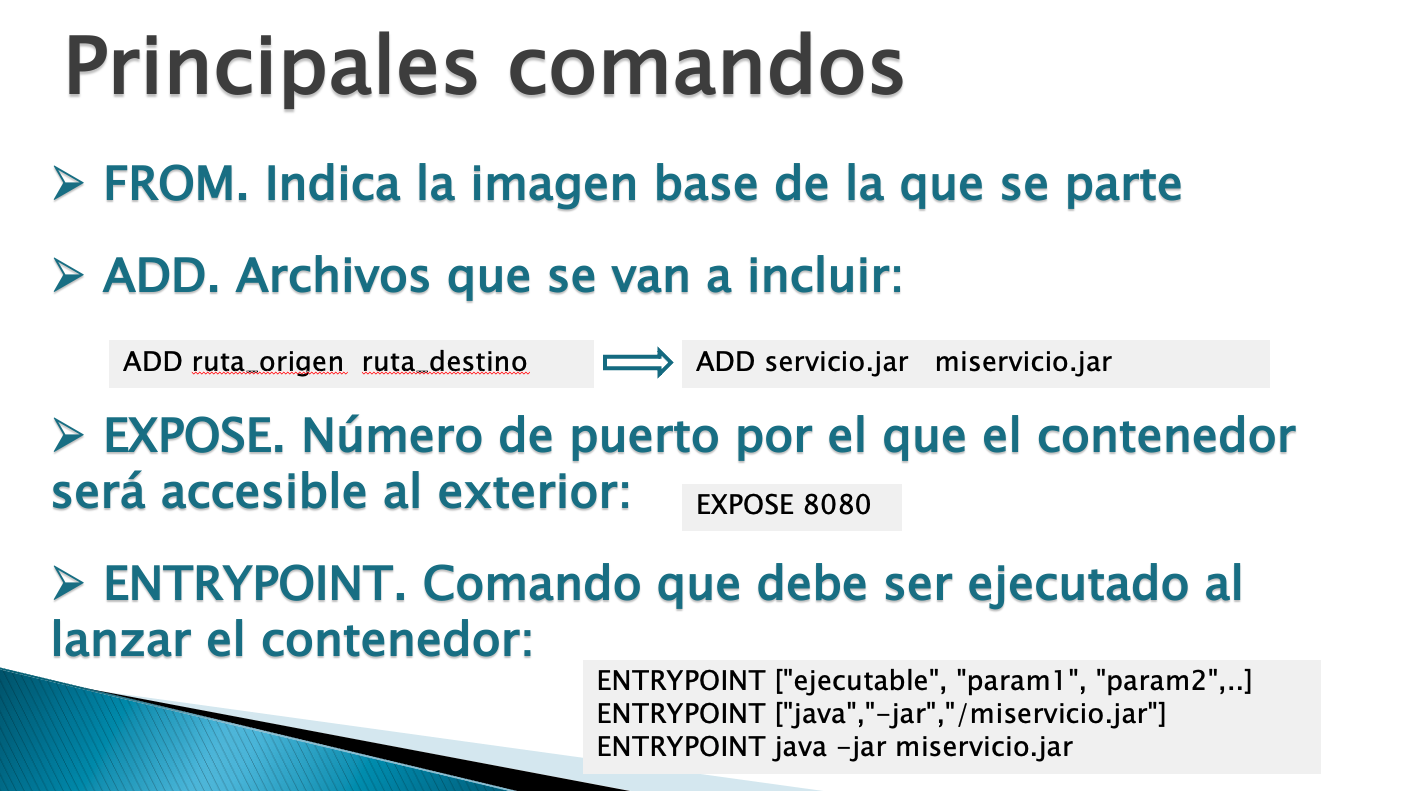 Principales comandos
➢ FROM. Indica la imagen base de la que se parte
➢ ADD. Archivos que se van a incluir:
ADD ruta_origen  ruta_destino
ADD servicio.jar   miservicio.jar
➢ EXPOSE. Número de puerto por el que el contenedor
será accesible al exterior:
EXPOSE 8080
➢ ENTRYPOINT. Comando que debe ser ejecutado al
lanzar el contenedor:
ENTRYPOINT ["ejecutable", "param1", "param2",..]
ENTRYPOINT ["java","-jar","/miservicio.jar"]
ENTRYPOINT java -jar miservicio.jar